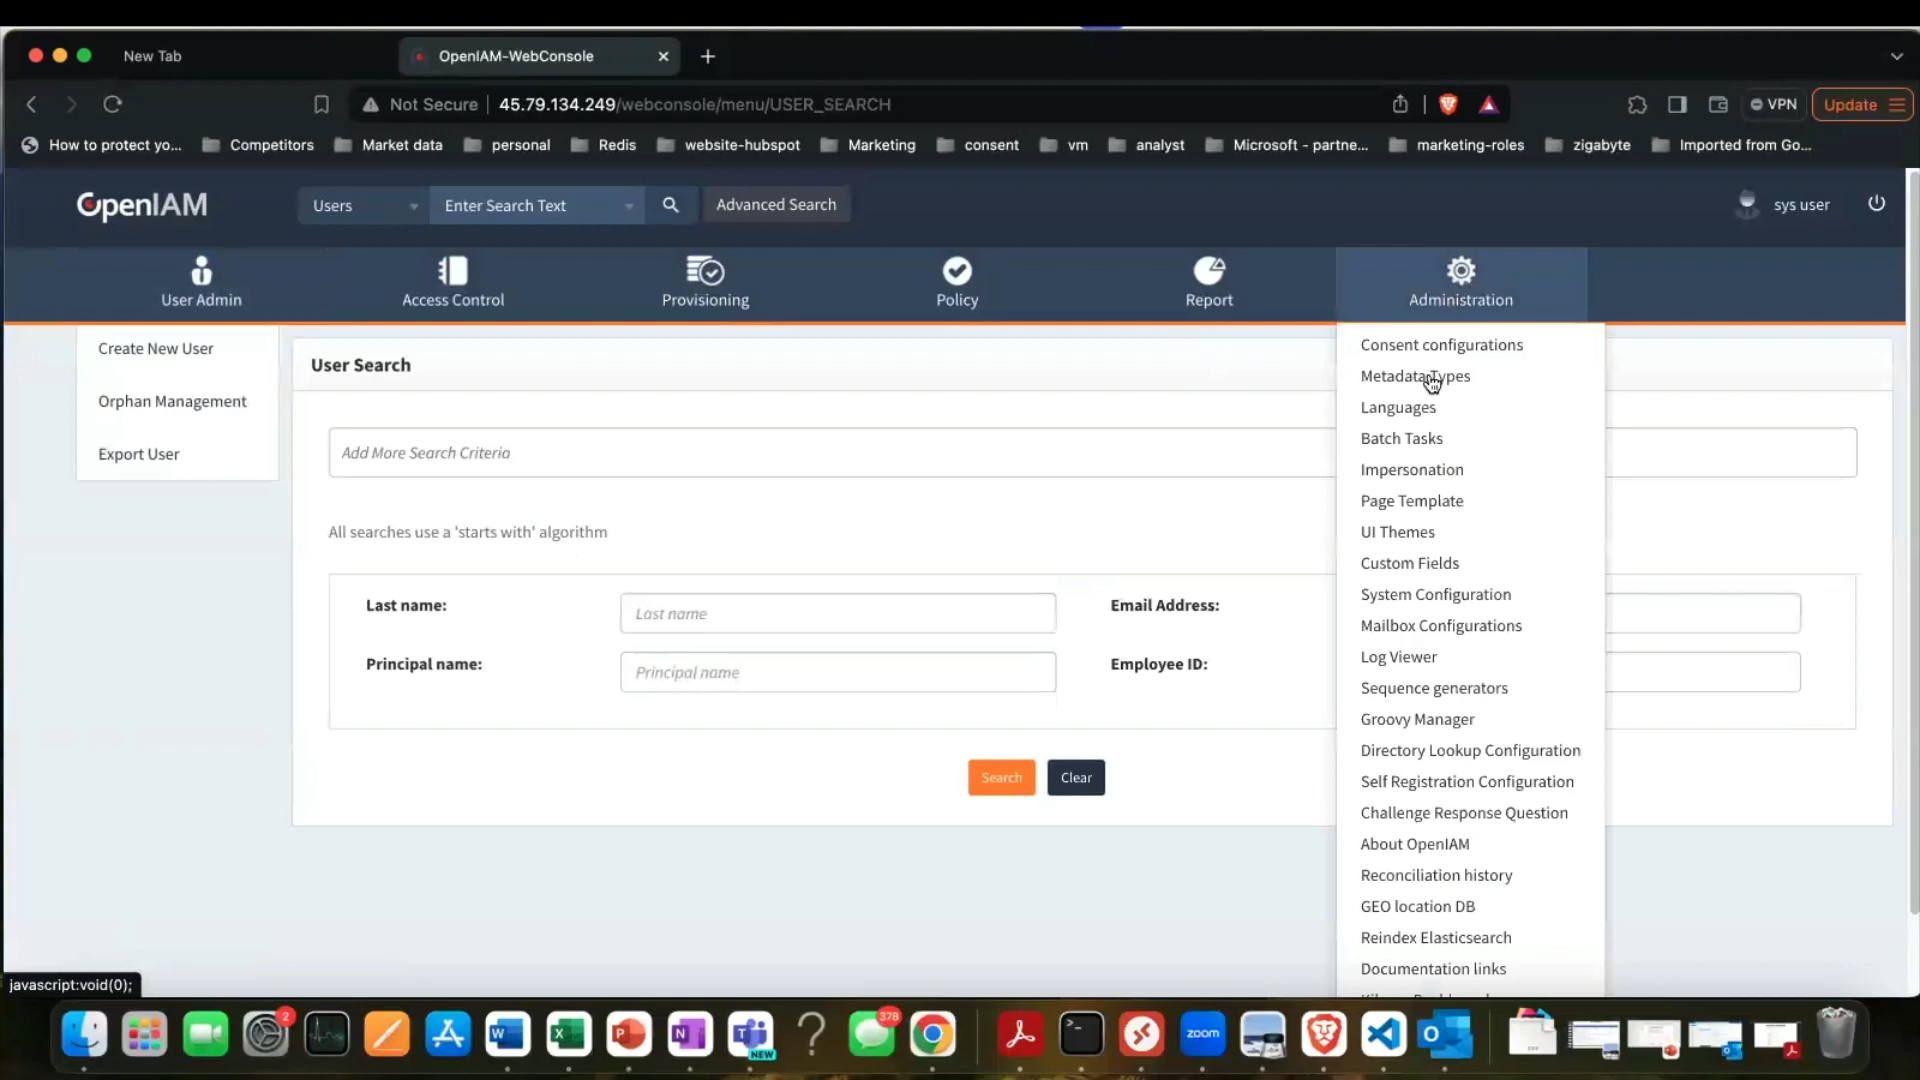 New Tab
OpenIAM-WebConsole
Not Secure
45.79.134.249/webconsole/menu/USER_SEARCH
VPN
Update
How to protect yo...
Competitors
Market data
personal
Redis
website-hubspot
Marketing
consent
vm
analyst
Microsoft - partne...
marketing-roles
zigabyte
Imported from Go...
OpenIAM
Users
Enter Search Text
Advanced Search
sys user
User Admin
Access Control
Provisioning
Policy
Report
Administration
Create New User
Orphan Management
Export User
User Search
Add More Search Criteria
All searches use a 'starts with' algorithm
Last name:
Last name
Email Address:
Principal name:
Principal name
Employee ID:
Search
Clear
Consent configurations
Metadata Types
Languages
Batch Tasks
Impersonation
Page Template
UI Themes
Custom Fields
System Configuration
Mailbox Configurations
Log Viewer
Sequence generators
Groovy Manager
Directory Lookup Configuration
Self Registration Configuration
Challenge Response Question
About OpenIAM
Reconciliation history
GEO location DB
Reindex Elasticsearch
Documentation links
javascript:void(0);
2
378
NEW
zoom